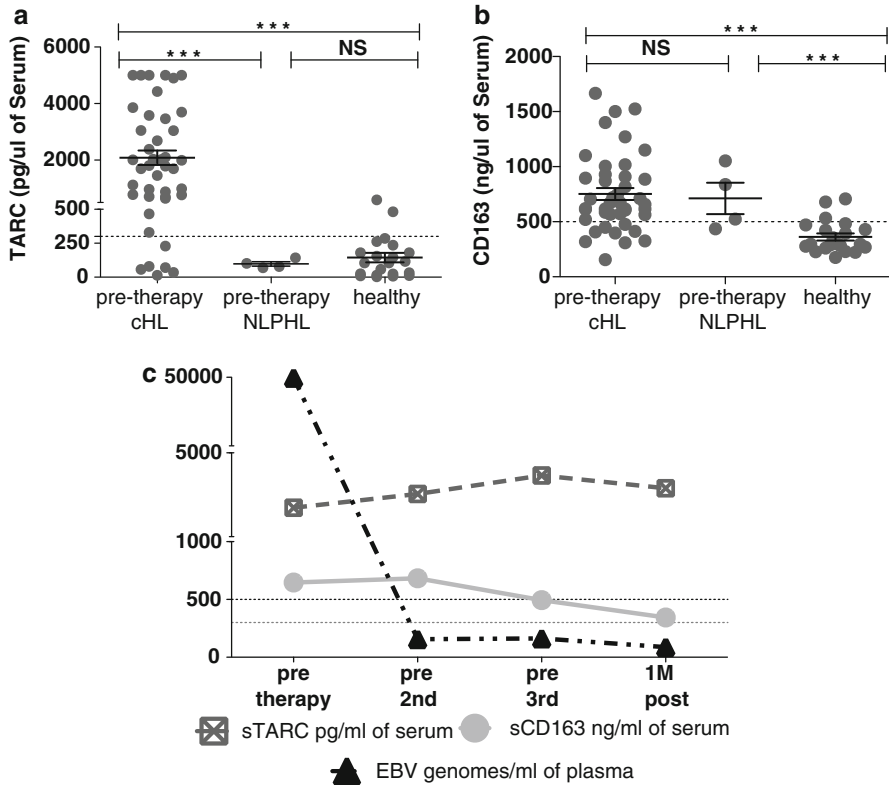 a
TARC (pg/ul of Serum)
6000
4000
2000
500
250
0
***
***
NS
pre-therapy
cHL
pre-therapy
NLPHL
healthy
b
CD163 (ng/ul of Serum)
2000
1500
1000
500
0
***
NS
***
pre-therapy
cHL
pre-therapy
NLPHL
healthy
c
50000
5000
1000
500
0
pre
therapy
pre
2nd
pre
3rd
1M
post
sTARC pg/ml of serum
sCD163 ng/ml of serum
EBV genomes/ml of plasma